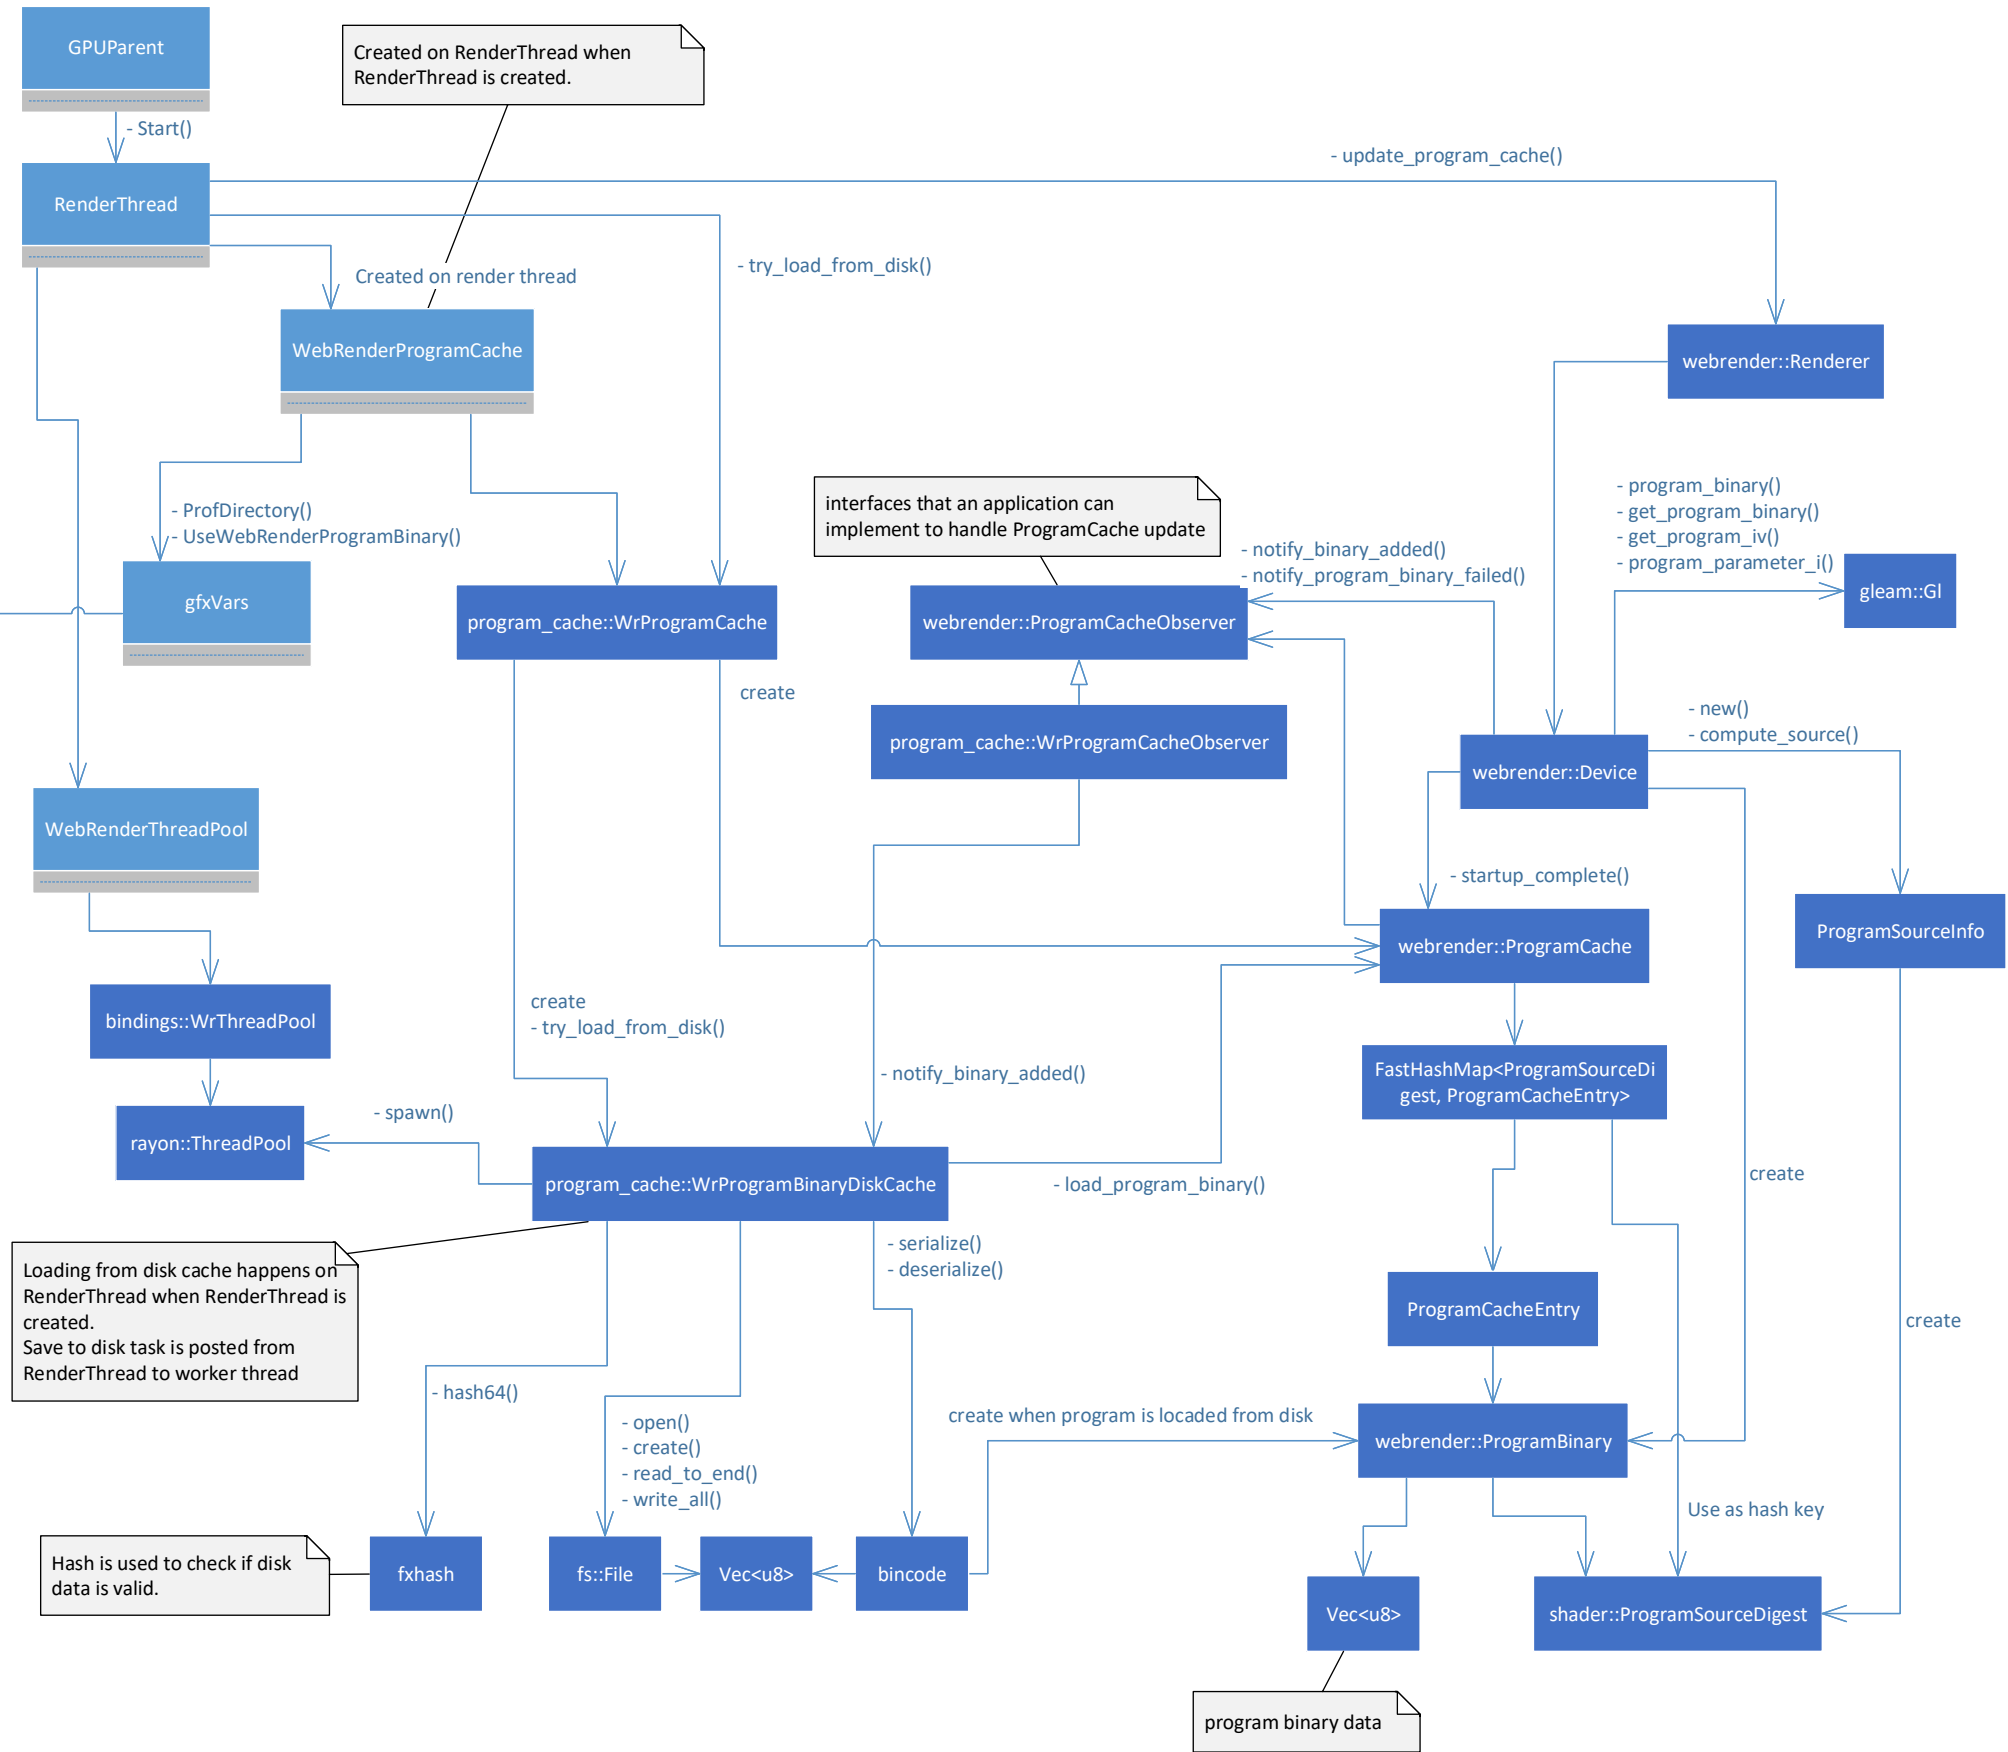 GPUParent
Created on RenderThread when
RenderThread is created.
- Start()
- update_program_cache()
RenderThread
- try_load_from_disk()
Created on render thread
WebRenderProgramCache
webrender::Renderer
- ProfDirectory()
- UseWebRenderProgramBinary()
interfaces that an application can
implement to handle ProgramCache update
- program_binary()
- get_program_binary()
- get_program_iv()
- program_parameter_i()
- notify_binary_added()
- notify_program_binary_failed()
gfxVars
program_cache::WrProgramCache
webrender::ProgramCacheObserver
gleam::Gl
create
- new()
- compute_source()
program_cache::WrProgramCacheObserver
webrender::Device
WebRenderThreadPool
- startup_complete()
webrender::ProgramCache
ProgramSourceInfo
bindings::WrThreadPool
create
- try_load_from_disk()
- notify_binary_added()
FastHashMap<ProgramSourceDi
gest, ProgramCacheEntry>
- spawn()
rayon::ThreadPool
program_cache::WrProgramBinaryDiskCache
- load_program_binary()
create
- serialize()
- deserialize()
Loading from disk cache happens on
RenderThread when RenderThread is
created.
Save to disk task is posted from
RenderThread to worker thread
ProgramCacheEntry
create
- hash64()
- open()
- create()
- read_to_end()
- write_all()
create when program is locaded from disk
webrender::ProgramBinary
Use as hash key
Hash is used to check if disk
data is valid.
fxhash
fs::File
Vec<u8>
bincode
Vec<u8>
shader::ProgramSourceDigest
program binary data